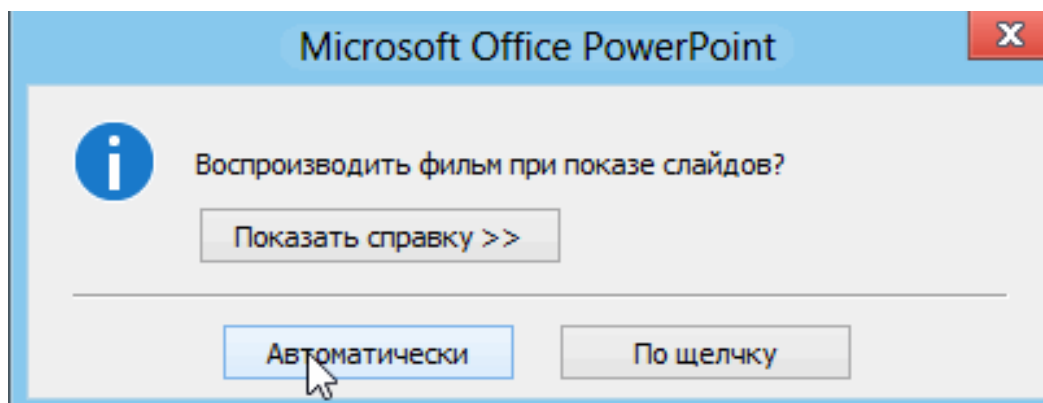 Microsoft Office PowerPoint
Воспроизводить фильм при показе слайдов?
Показать справку >>
Автоматически
По щелчку